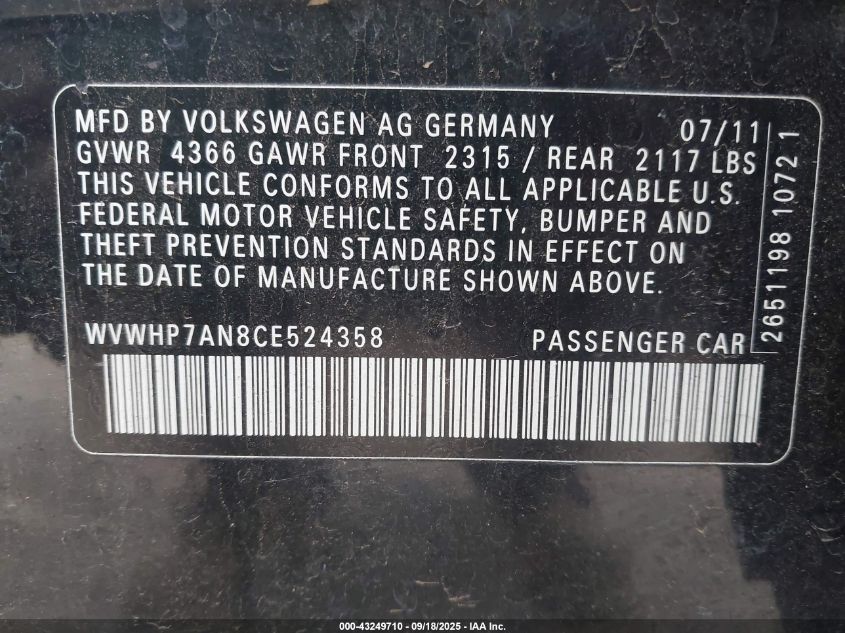 MFD BY VOLKSWAGEN AG GERMANY 07/11
GVWR 4366 GAWR FRONT 2315 / REAR 2117 LBS
THIS VEHICLE CONFORMS TO ALL APPLICABLE U.S.
FEDERAL MOTOR VEHICLE SAFETY, BUMPER AND
THEFT PREVENTION STANDARDS IN EFFECT ON
THE DATE OF MANUFACTURE SHOWN ABOVE.
WVWHP7AN8CE524358 PASSENGER CAR
2651198 1072 1
000-43249710 - 09/18/2025 - IAAI.com